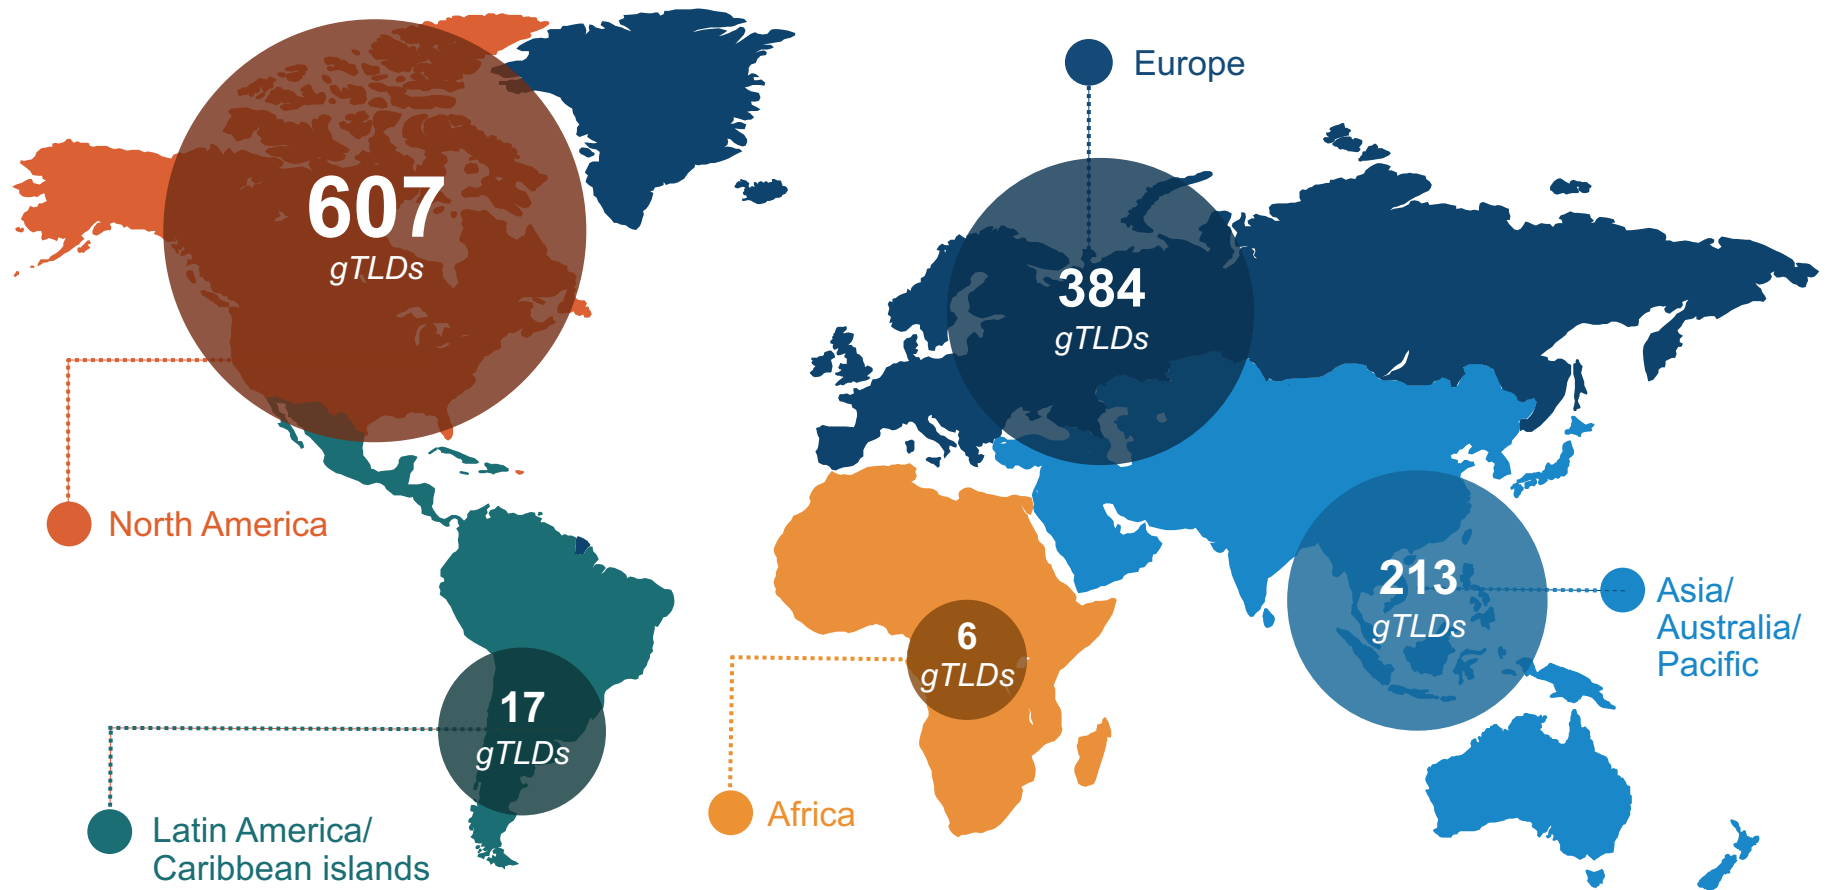 607
gTLDs
North America
Europe
384
gTLDs
213
gTLDs
Asia/
Australia/
Pacific
6
gTLDs
Africa
17
gTLDs
Latin America/
Caribbean islands